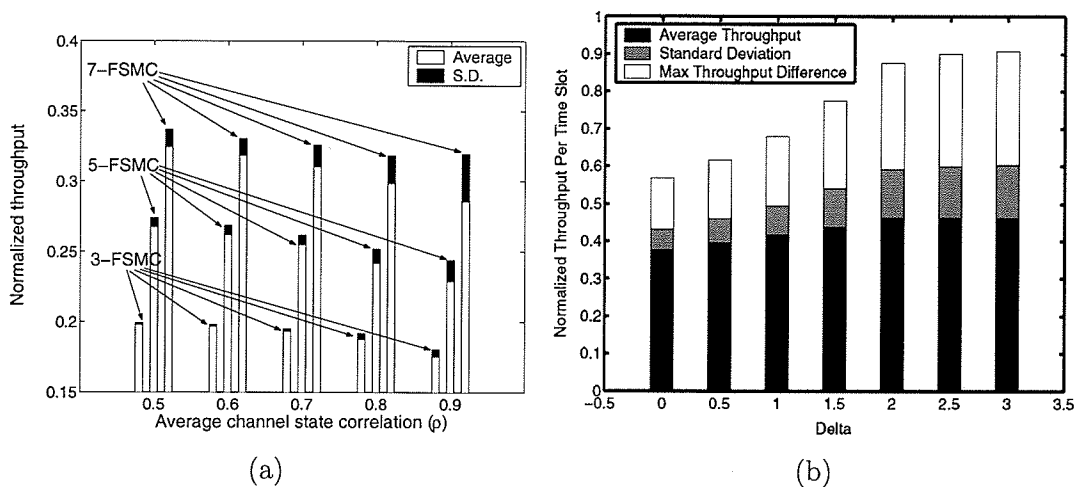 0.4
0.35
0.3
0.25
0.2
0.15
Normalized throughput
7-FSMC
5-FSMC
3-FSMC
Average
S.D.
0.5 0.6 0.7 0.8 0.9
Average channel state correlation (ρ)
(a)
1
0.9
0.8
0.7
0.6
0.5
0.4
0.3
0.2
0.1
0
Normalized Throughput Per Time Slot
Average Throughput
Standard Deviation
Max Throughput Difference
-0.5 0 0.5 1 1.5 2 2.5 3 3.5
Delta
(b)